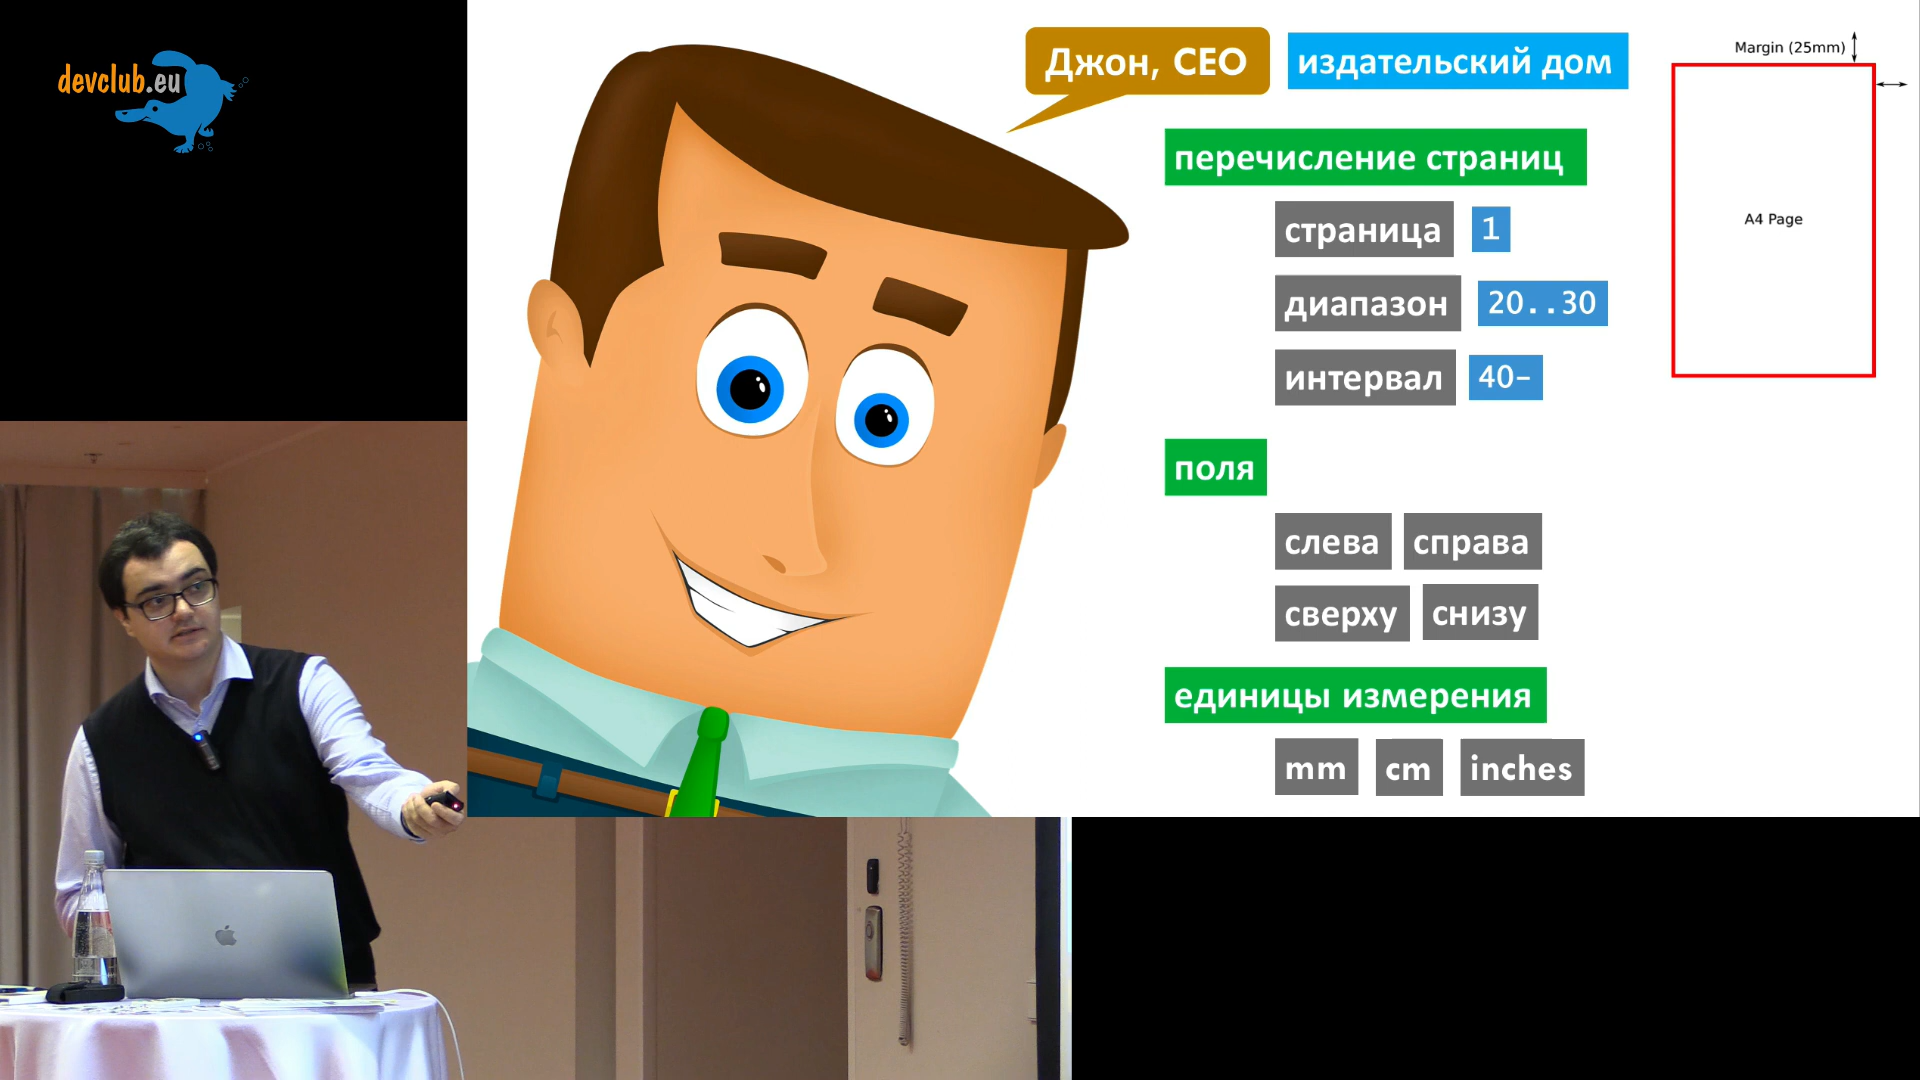 devclub.eu
Джон, CEO
издательский дом
Margin (25mm)
перечисление страниц
страница 1
A4 Page
диапазон 20..30
интервал 40-
поля
слева справа
сверху снизу
единицы измерения
mm cm inches